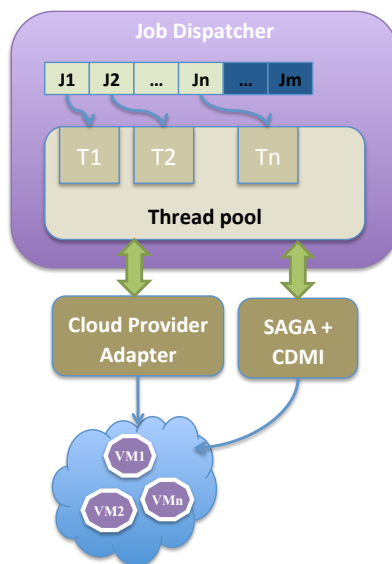 Job Dispatcher
J1 J2 ... Jn ... Jm
T1 T2 Tn
Thread pool
Cloud Provider SAGA +
Adapter CDMI
VM1
VM2 VMn